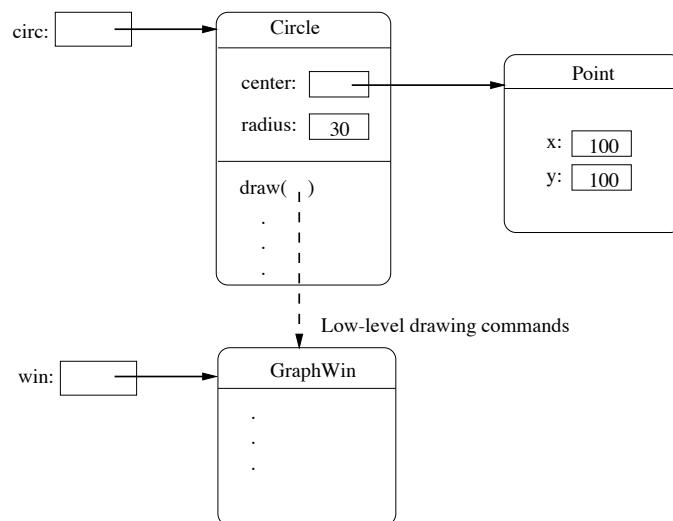 circ:
Circle
center:
radius: 30
draw( )
.
.
.
Point
x: 100
y: 100
Low-level drawing commands
win:
GraphWin
.
.
.